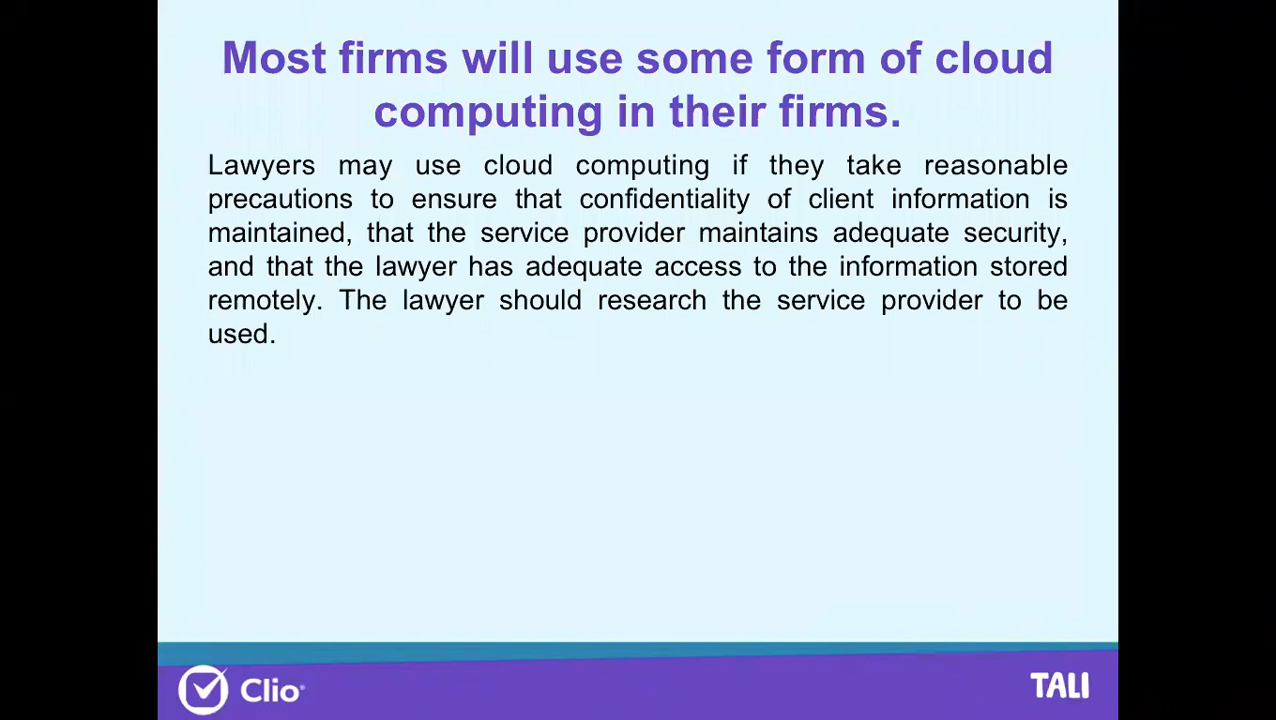 Most firms will use some form of cloud
computing in their firms.
Lawyers may use cloud computing if they take reasonable
precautions to ensure that confidentiality of client information is
maintained, that the service provider maintains adequate security,
and that the lawyer has adequate access to the information stored
remotely. The lawyer should research the service provider to be
used.
Clio®
TALI